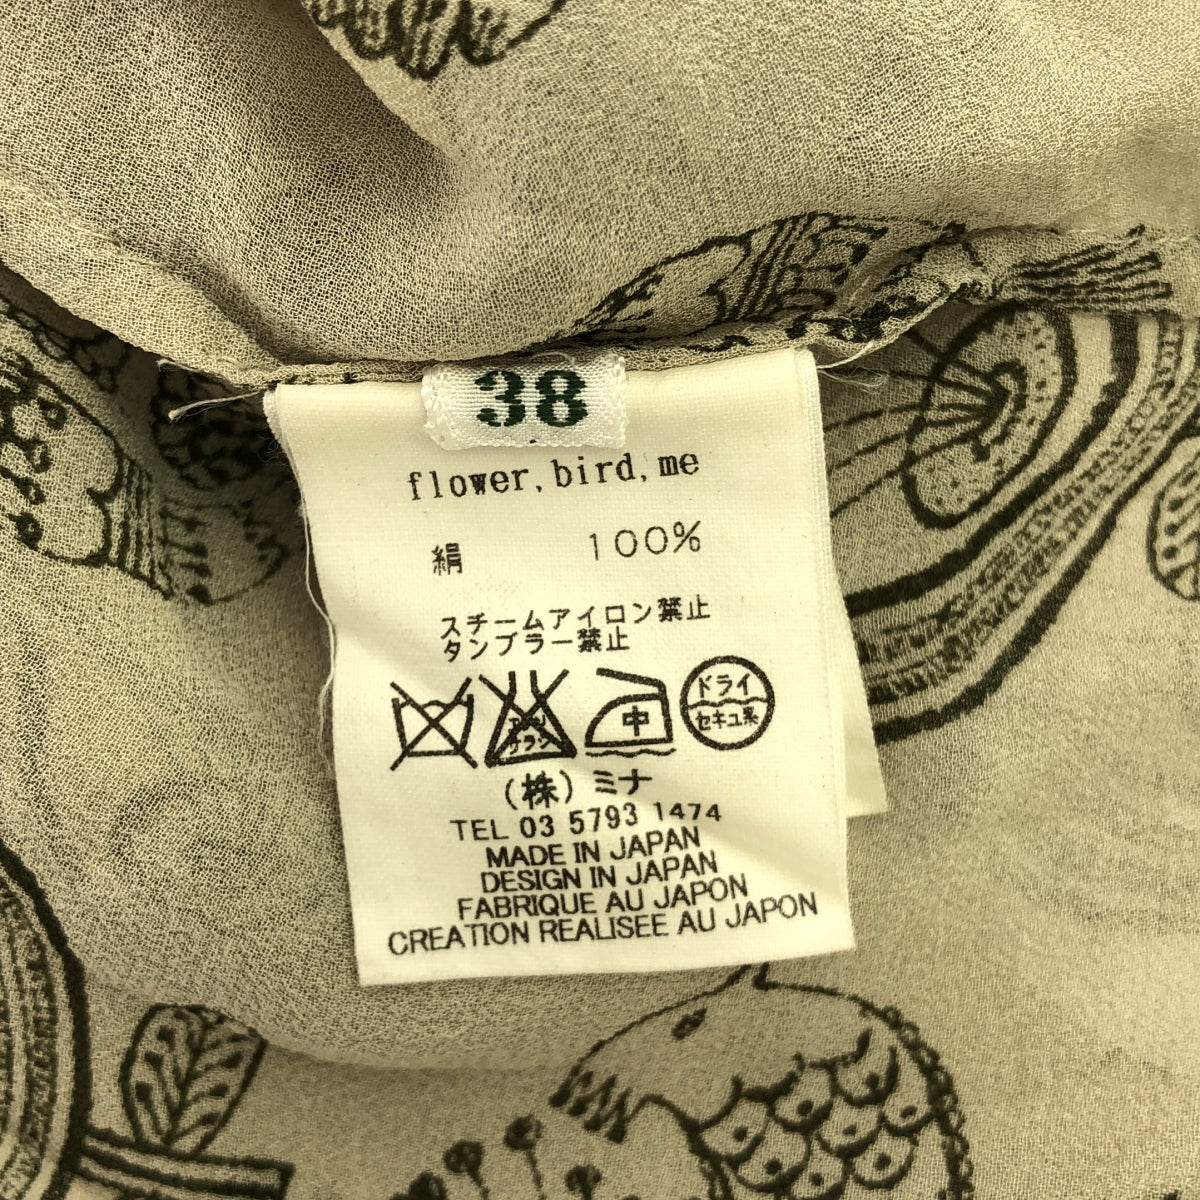 38
flower, bird, me
絹 100%
スチームアイロン禁止
タンブラー禁止
中
ドライ
セキユ系
(株)ミナ
TEL 03 5793 1474
MADE IN JAPAN
DESIGN IN JAPAN
FABRIQUE AU JAPON
CREATION REALISEE AU JAPON